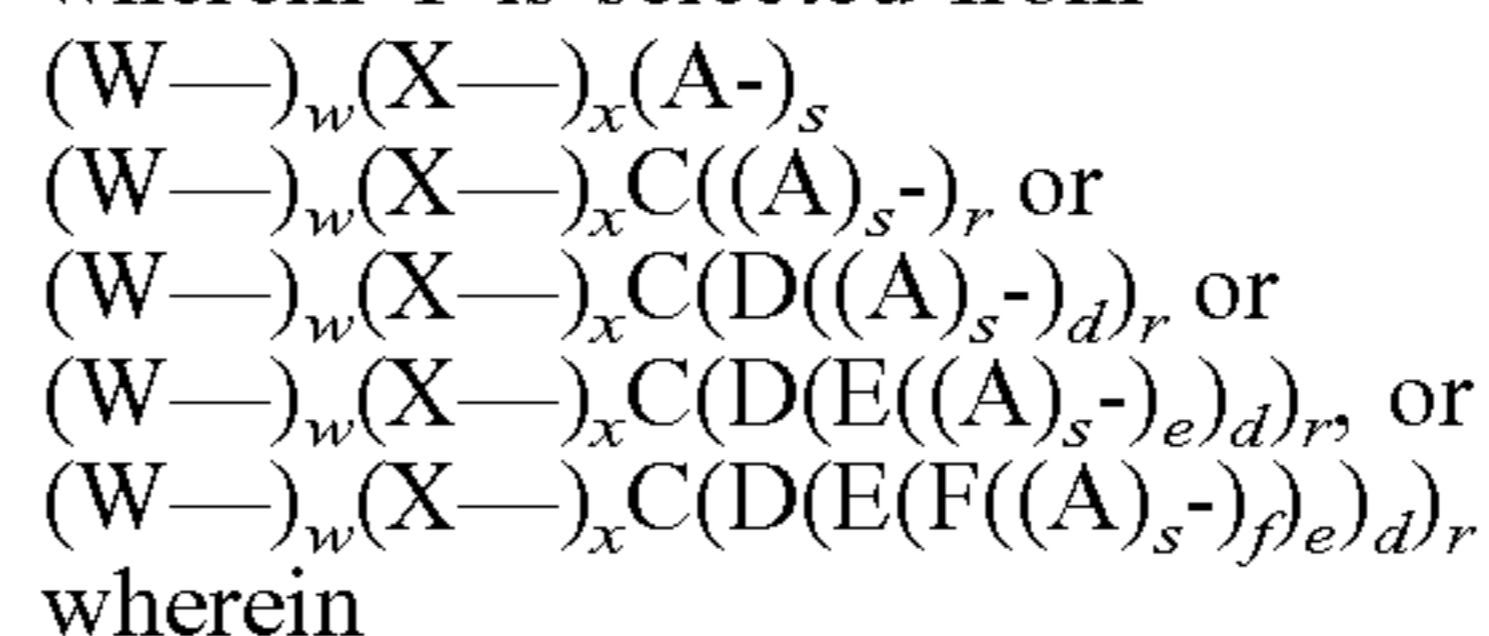 (W—)w(X—)x(A-)s
(W—)w(X—)xC((A)s-)r or
(W—)w(X—)xC(D((A)s-)d)r or
(W—)w(X—)xC(D(E((A)s-)e)d)r, or
(W—)w(X—)xC(D(E(F((A)s-)f)e)d)r
wherein